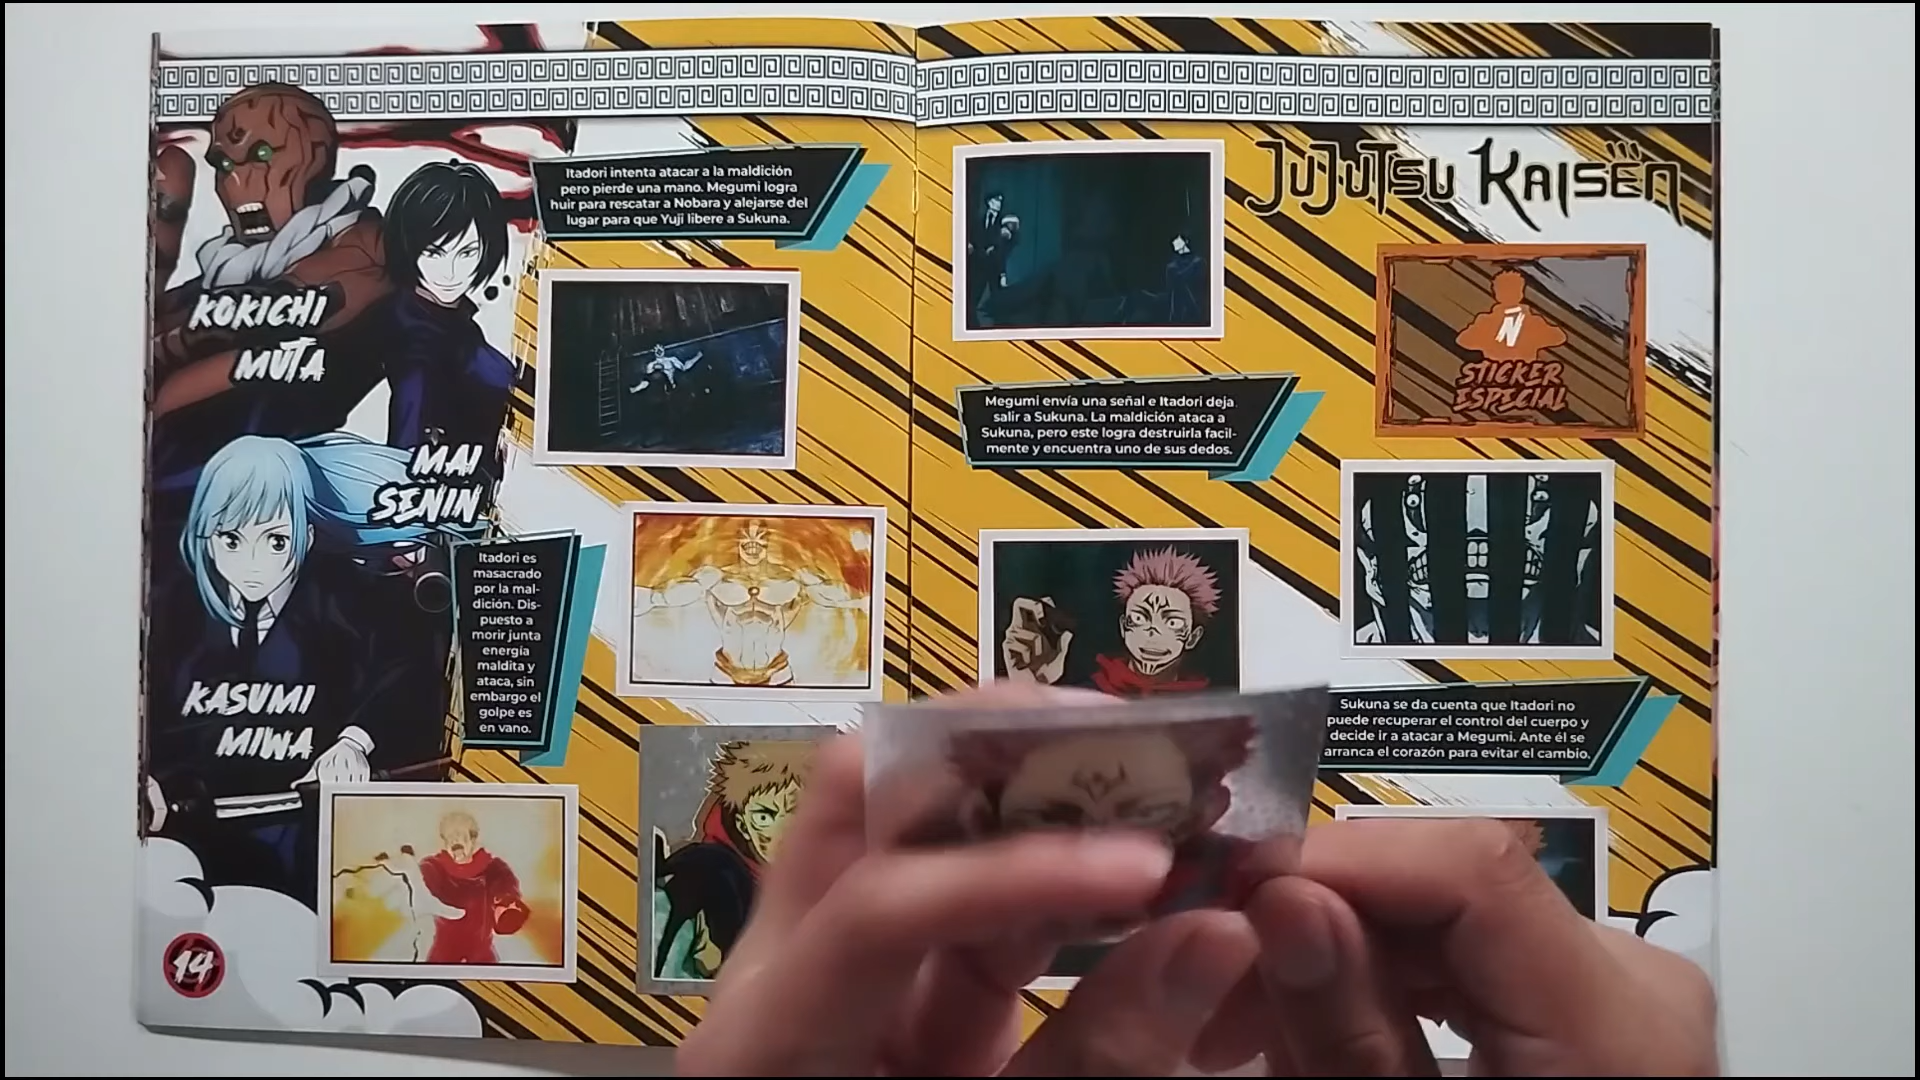 KOKICHI
MUTA
MAI
SENIN
KASUMI
MIWA
14
Itadori intenta atacar a la maldición
pero pierde una mano. Megumi logra
huir para rescatar a Nobara y alejarse del
lugar para que Yuji libere a Sukuna.
Itadori es
masacrado
por la mal-
dición. Dis-
puesto a
morir junta
energía
maldita y
ataca, sin
embargo el
golpe es
en vano.
JUJUTSU KAISEN
Ñ
STICKER
ESPECIAL
Megumi envía una señal e Itadori deja
salir a Sukuna. La maldición ataca a
Sukuna, pero este logra destruirla facil-
mente y encuentra uno de sus dedos.
Sukuna se da cuenta que Itadori no
puede recuperar el control del cuerpo y
decide ir a atacar a Megumi. Ante él se
arranca el corazón para evitar el cambio.